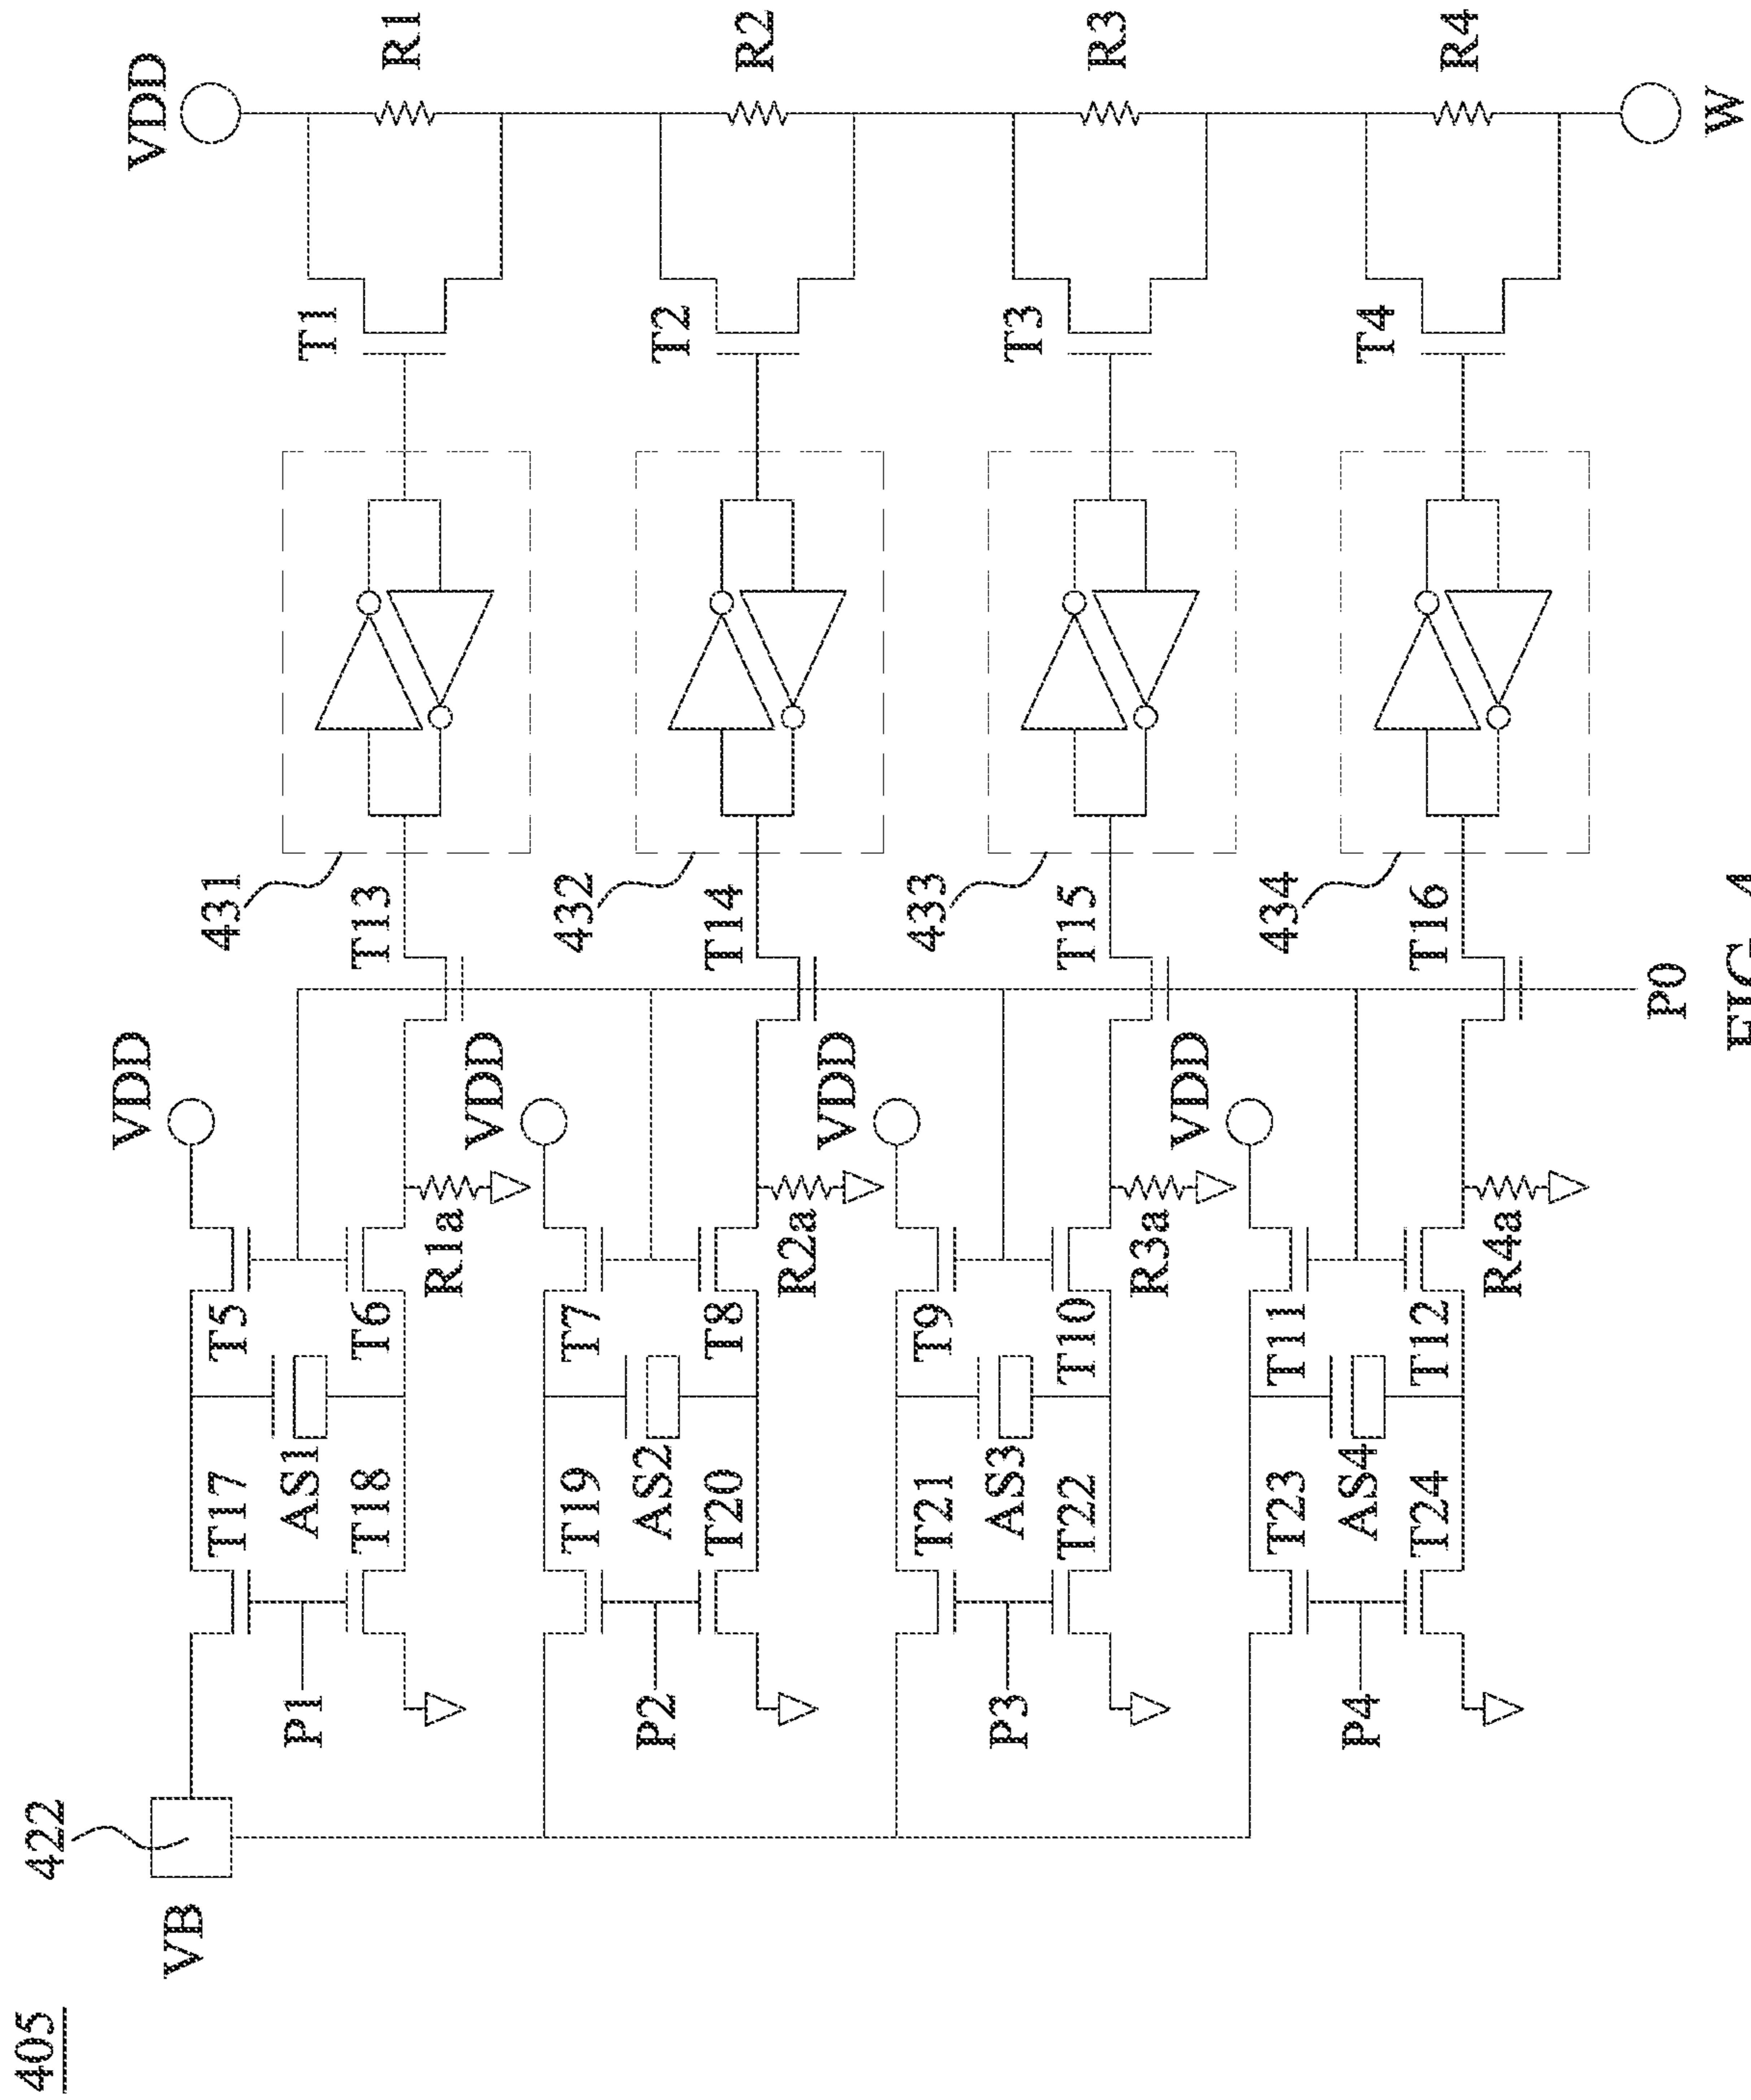 405
422
VB
VDD
VDD
T1
R1
T5
T17
AS1
T6
T18
P1
R1a
T13
431
VDD
T2
R2
T7
T19
AS2
T8
T20
P2
R2a
T14
432
VDD
T3
R3
T9
T21
AS3
T10
T22
P3
R3a
T15
433
VDD
T4
R4
T11
T23
AS4
T12
T24
P4
R4a
T16
434
P0
W